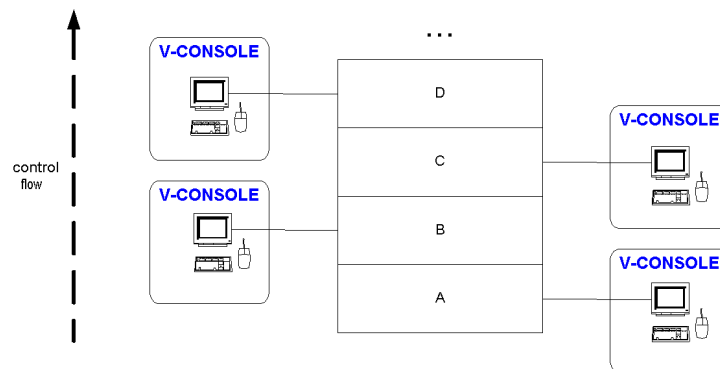 ...
V-CONSOLE
D
V-CONSOLE
C
control
flow
V-CONSOLE
B
V-CONSOLE
A